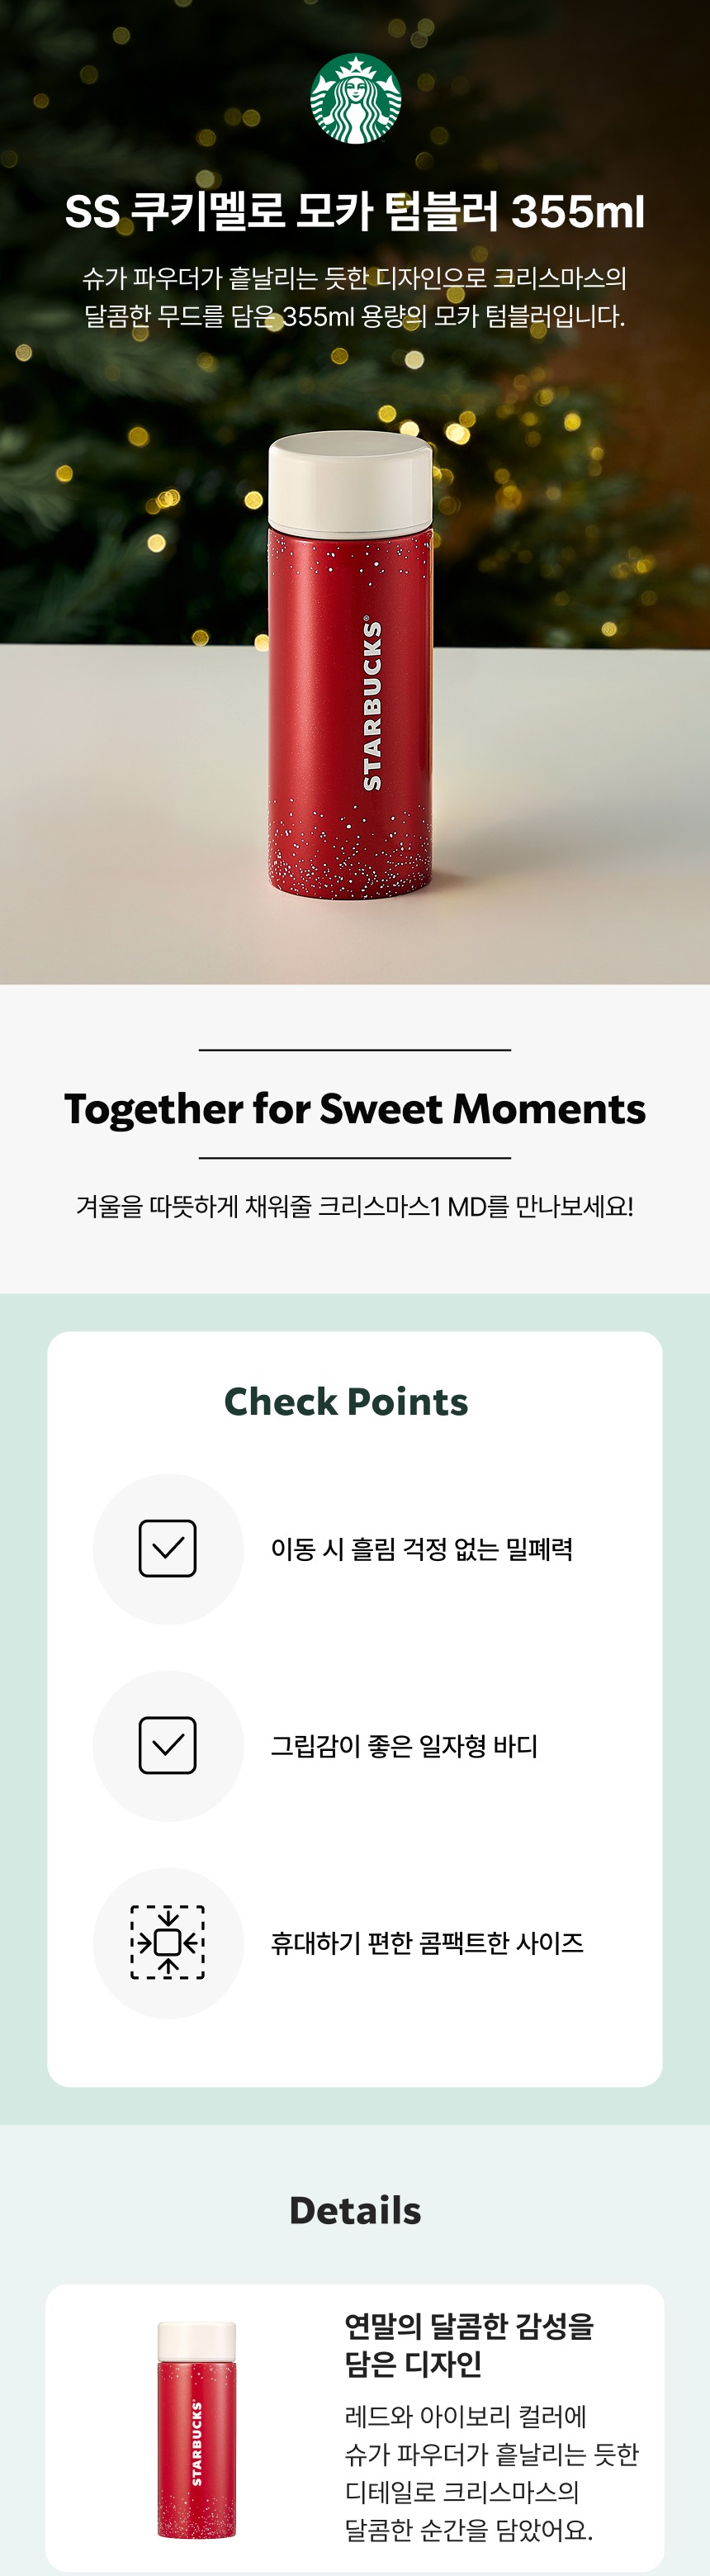 SS 쿠키멜로 모카 텀블러 355ml
슈가 파우더가 흩날리는 듯한 디자인으로 크리스마스의
달콤한 무드를 담은 355ml 용량의 모카 텀블러입니다.
STARBUCKS®
Together for Sweet Moments
겨울을 따뜻하게 채워줄 크리스마스1 MD를 만나보세요!
Check Points
이동 시 흘림 걱정 없는 밀폐력
그립감이 좋은 일자형 바디
휴대하기 편한 콤팩트한 사이즈
Details
STARBUCKS®
연말의 달콤한 감성을
담은 디자인
레드와 아이보리 컬러에
슈가 파우더가 흩날리는 듯한
디테일로 크리스마스의
달콤한 순간을 담았어요.